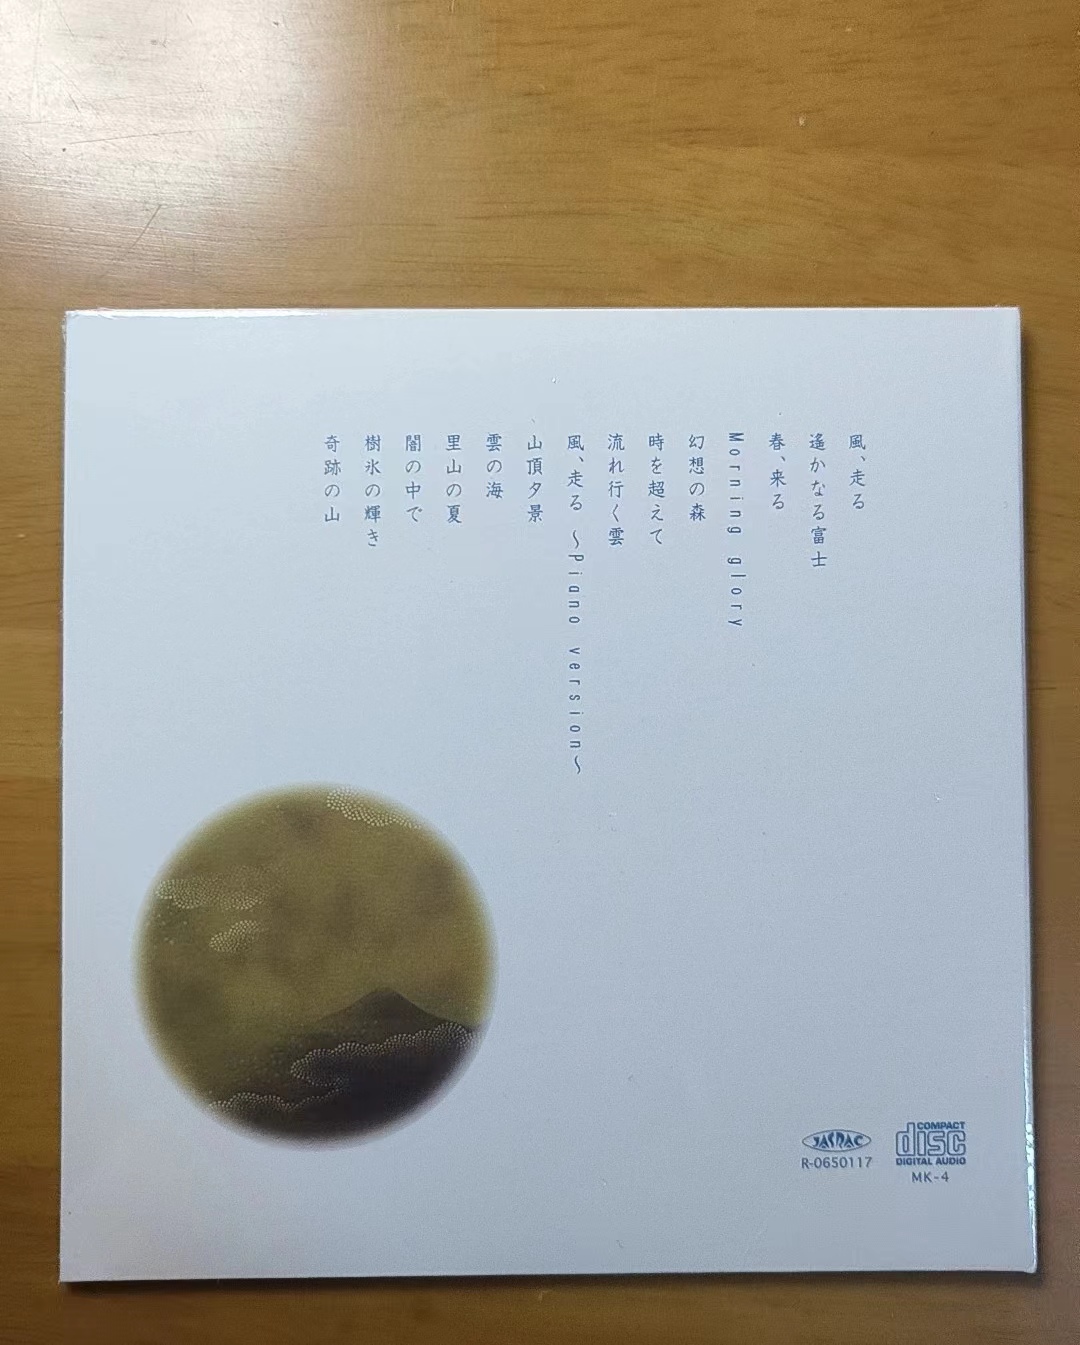 風、走る
遙かなる富士
春、来る
Morning glory
幻想の森
時を超えて
流れ行く雲
風、走る 〜Piano version〜
山頂夕景
雲の海
里山の夏
闇の中で
樹氷の輝き
奇跡の山
JASRAC
R-0650117
COMPACT
disc
DIGITAL AUDIO
MK-4